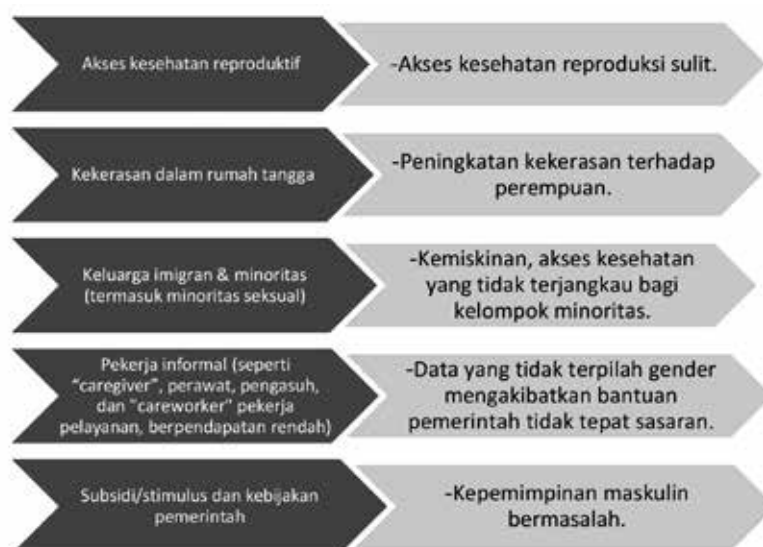 Akses kesehatan reproduktif
-Akses kesehatan reproduksi sulit.
Kekerasan dalam rumah tangga
-Peningkatan kekerasan terhadap
perempuan.
Keluarga imigran & minoritas
(termasuk minoritas seksual)
-Kemiskinan, akses kesehatan
yang tidak terjangkau bagi
kelompok minoritas.
Pekerja informal (seperti
"caregiver", perawat, pengasuh,
dan "careworker" pekerja
pelayanan, berpendapatan rendah)
-Data yang tidak terpilah gender
mengakibatkan bantuan
pemerintah tidak tepat sasaran.
Subsidi/stimulus dan kebijakan
pemerintah
-Kepemimpinan maskulin
bermasalah.